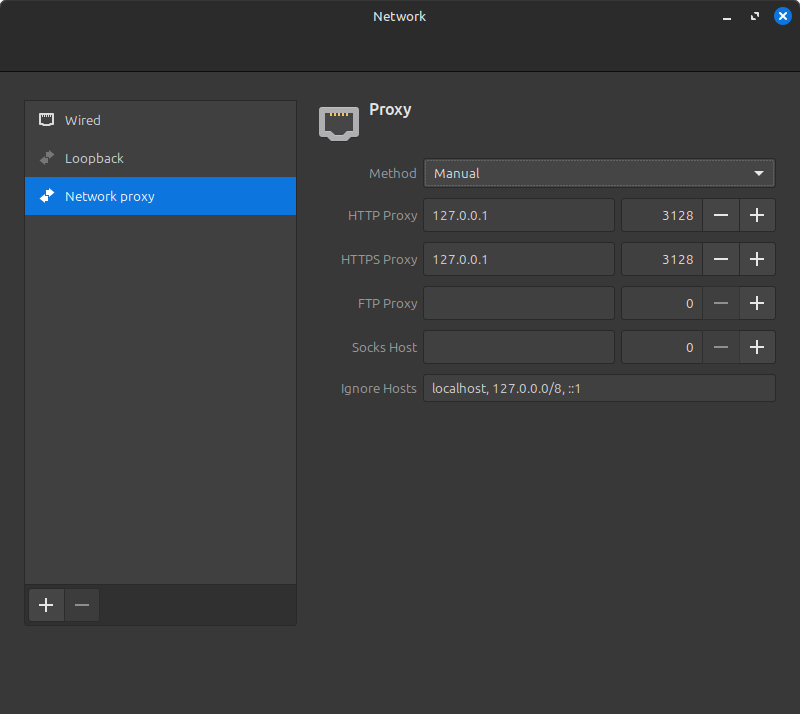 Network
Wired
Loopback
Network proxy
Proxy
Method Manual
HTTP Proxy 127.0.0.1 3128
HTTPS Proxy 127.0.0.1 3128
FTP Proxy 0
Socks Host 0
Ignore Hosts localhost, 127.0.0.0/8, ::1